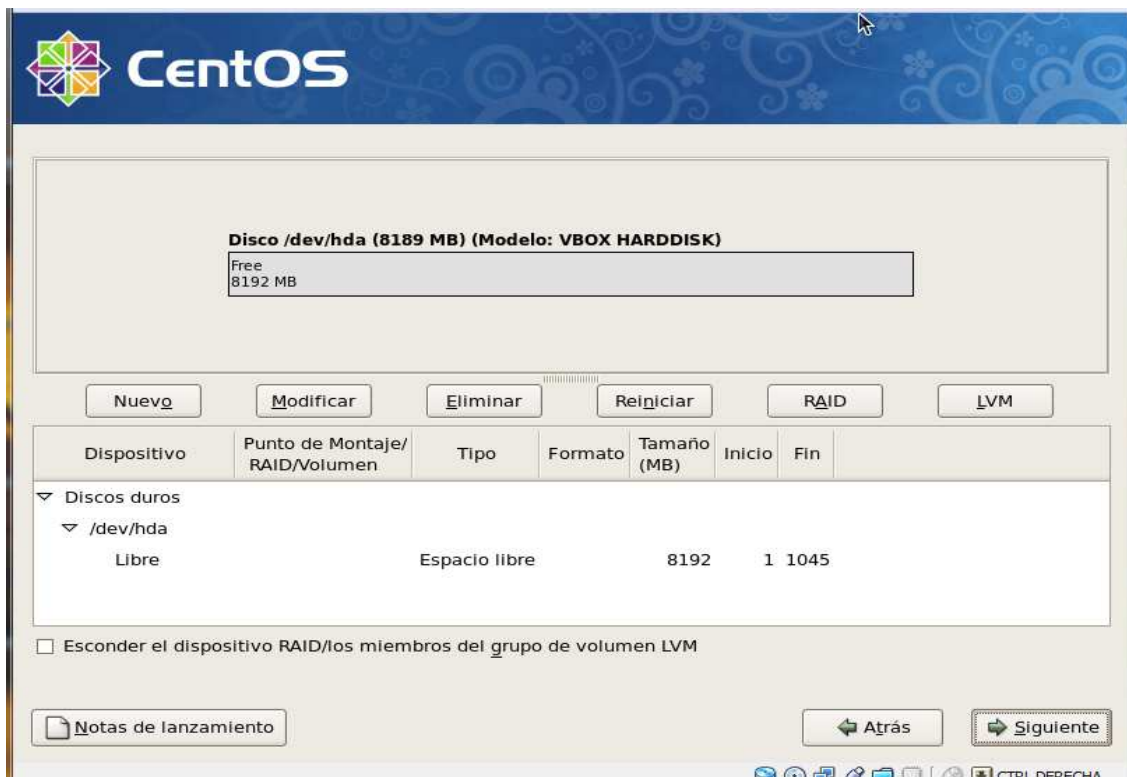 CentOS
Disco /dev/hda (8189 MB) (Modelo: VBOX HARDDISK)
Free
8192 MB
Nuevo Modificar Eliminar Reiniciar RAID LVM
Dispositivo Punto de Montaje/ RAID/Volumen Tipo Formato Tamaño (MB) Inicio Fin
Discos duros
/dev/hda
Libre Espacio libre 8192 1 1045
Esconder el dispositivo RAID/los miembros del grupo de volumen LVM
Notas de lanzamiento Atrás Siguiente
CTRL DERECHA